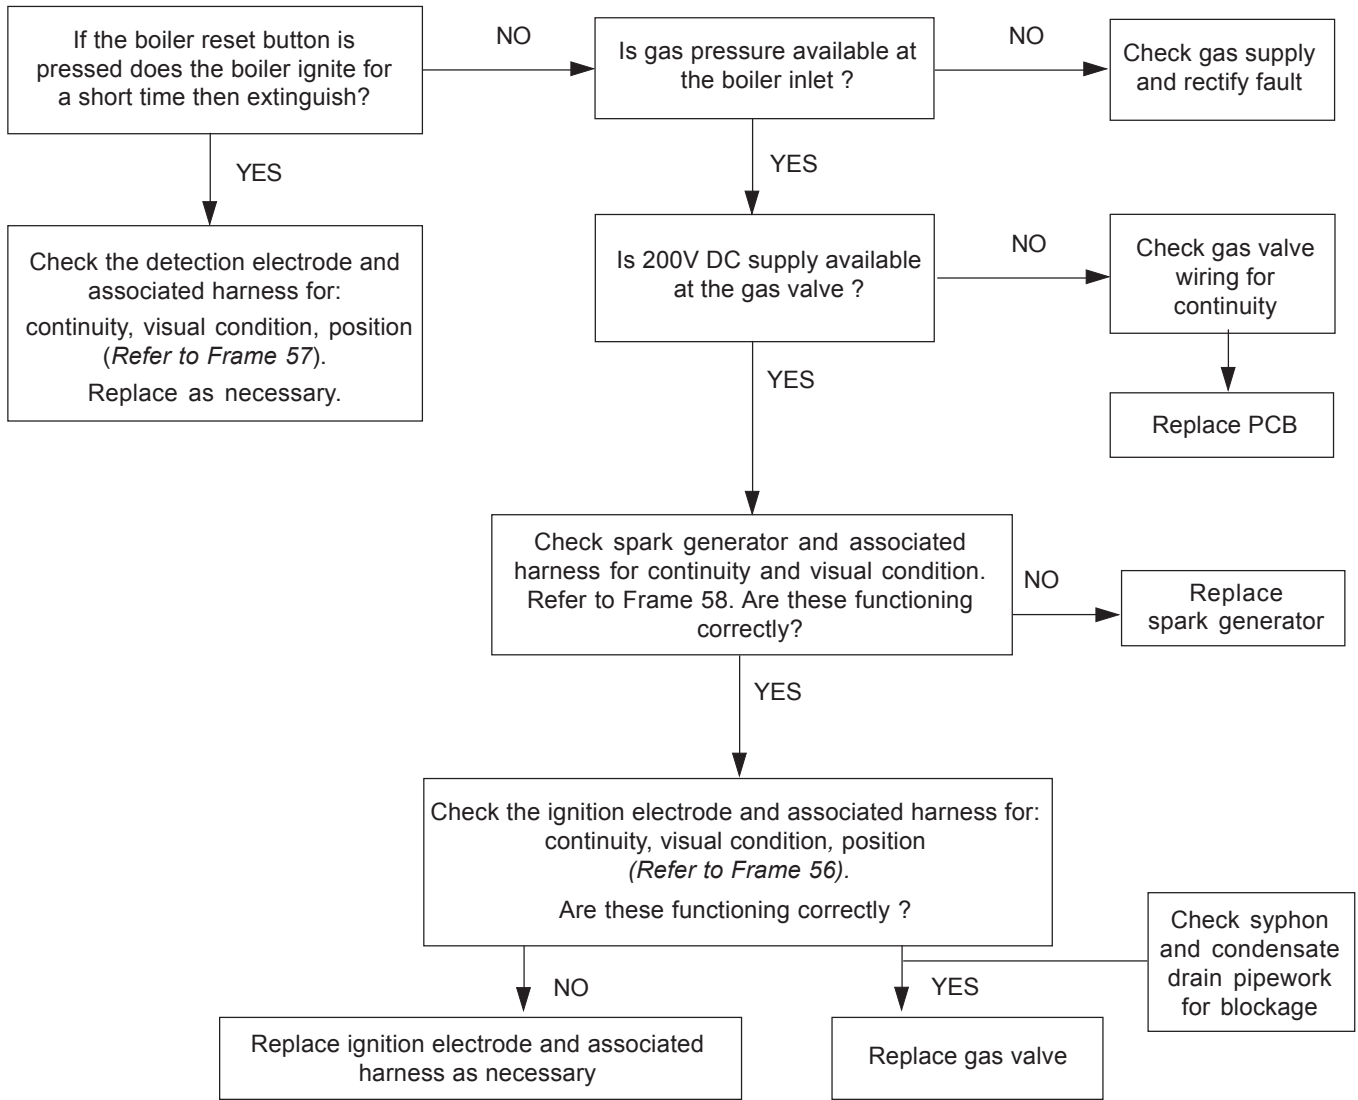 If the boiler reset button is
pressed does the boiler ignite for
a short time then extinguish?
NO
Is gas pressure available at
the boiler inlet ?
NO
Check gas supply
and rectify fault
YES
YES
Check the detection electrode and
associated harness for:
continuity, visual condition, position
(Refer to Frame 57).
Replace as necessary.
Is 200V DC supply available
at the gas valve ?
NO
Check gas valve
wiring for
continuity
YES
Replace PCB
Check spark generator and associated
harness for continuity and visual condition.
Refer to Frame 58. Are these functioning
correctly?
NO
Replace
spark generator
YES
Check the ignition electrode and associated harness for:
continuity, visual condition, position
(Refer to Frame 56).
Are these functioning correctly ?
Check syphon
and condensate
drain pipework
for blockage
NO
YES
Replace ignition electrode and associated
harness as necessary
Replace gas valve